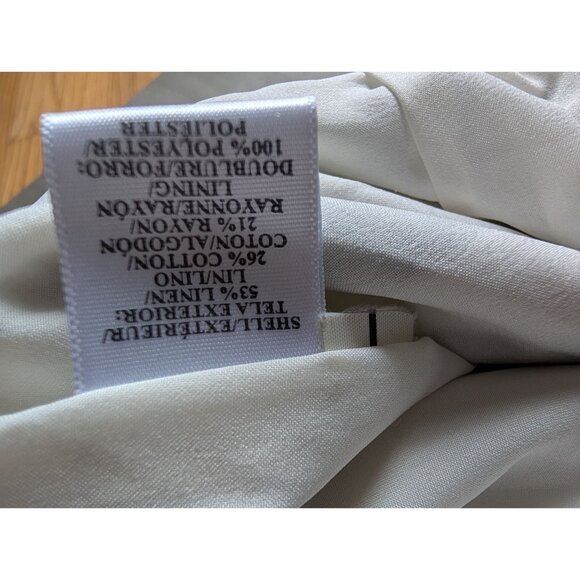 SHELL/EXTÉRIEUR/
TELA EXTERIOR:
53% LINEN/
LIN/LINO
26% COTTON/
COTON/ALGODÓN
21% RAYON/
RAYONNE/RAYÓN
LINING/
DOUBLURE/FORRO:
100% POLYESTER/
POLIESTER